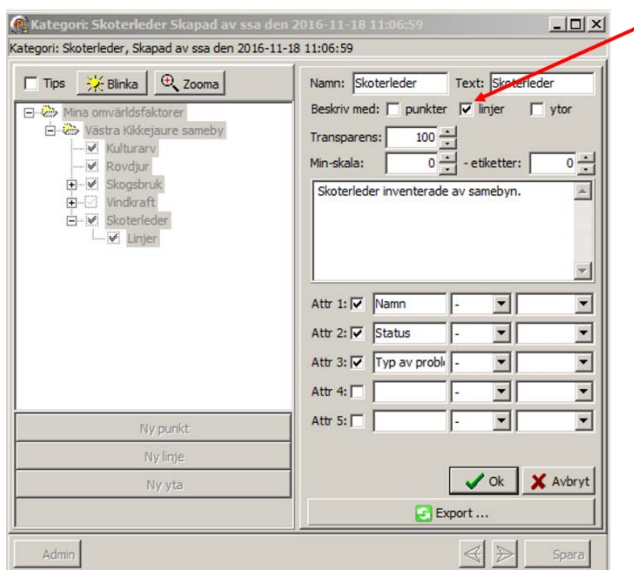 Kategori: Skoterleder Skapad av ssa den 2016-11-18 11:06:59
Kategori: Skoterleder, Skapad av ssa den 2016-11-18 11:06:59
Tips Blinka Zooma
Mina omvärldsfaktorer
Västra Kikkejaure sameby
Kulturarv
Rovdjur
Skogsbruk
Vindkraft
Skoterleder
Linjer
Ny punkt
Ny linje
Ny yta
Namn: Skoterleder Text: Skoterleder
Beskriv med: punkter linjer ytor
Transparens: 100
Min-skala: 0 - etiketter: 0
Skoterleder inventerade av samebyn.
Attr 1: Namn -
Attr 2: Status -
Attr 3: Typ av proble -
Attr 4: -
Attr 5: -
Ok Avbryt
Export ...
Admin Spara